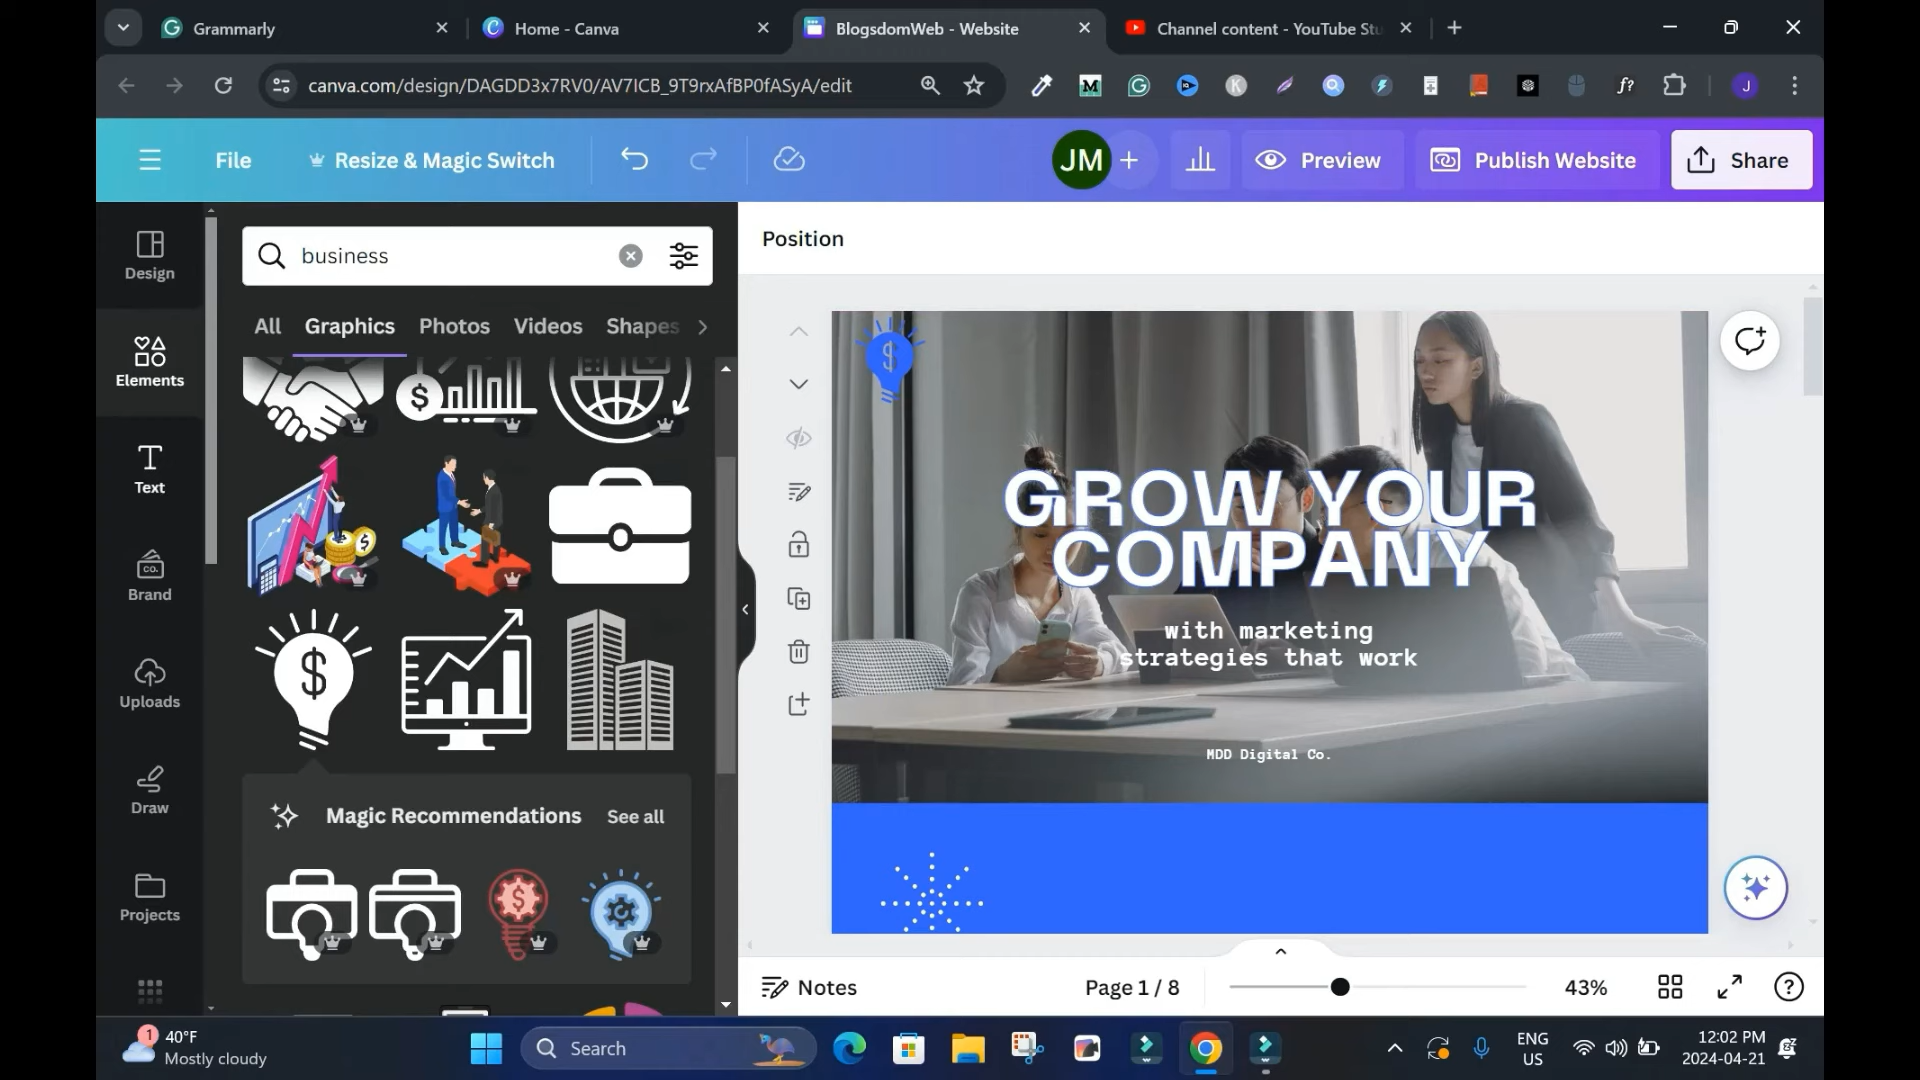 Grammarly
Home - Canva
BlogsdomWeb - Website
Channel content - YouTube Stu
canva.com/design/DAGDD3x7RV0/AV7ICB_9T9rxAfBP0fASyA/edit
File
Resize & Magic Switch
JM
Preview
Publish Website
Share
Design
Elements
Text
Brand
Uploads
Draw
Projects
business
All
Graphics
Photos
Videos
Shapes
Magic Recommendations
See all
Position
GROW YOUR
COMPANY
with marketing
strategies that work
MDD Digital Co.
Notes
Page 1 / 8
43%
1
40°F
Mostly cloudy
Search
ENG
US
12:02 PM
2024-04-21